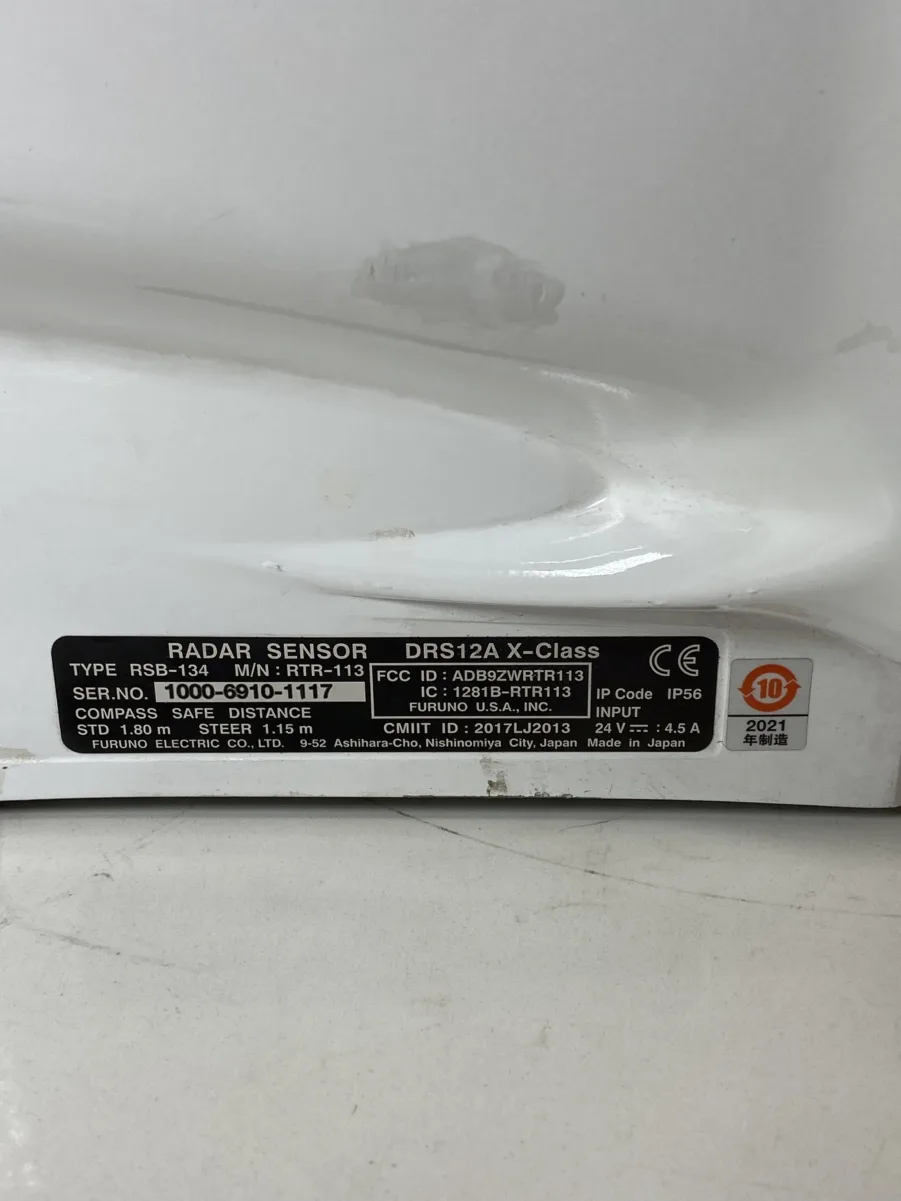 RADAR SENSOR DRS12A X-Class
TYPE RSB-134 M/N : RTR-113
SER.NO. 1000-6910-1117
COMPASS SAFE DISTANCE
STD 1.80 m STEER 1.15 m
FCC ID : ADB9ZWRTR113
IC : 1281B-RTR113
FURUNO U.S.A., INC.
CMIIT ID : 2017LJ2013
CE
IP Code IP56
INPUT
24 V ⎓ : 4.5 A
FURUNO ELECTRIC CO., LTD. 9-52 Ashihara-Cho, Nishinomiya City, Japan Made in Japan
10
2021
年制造